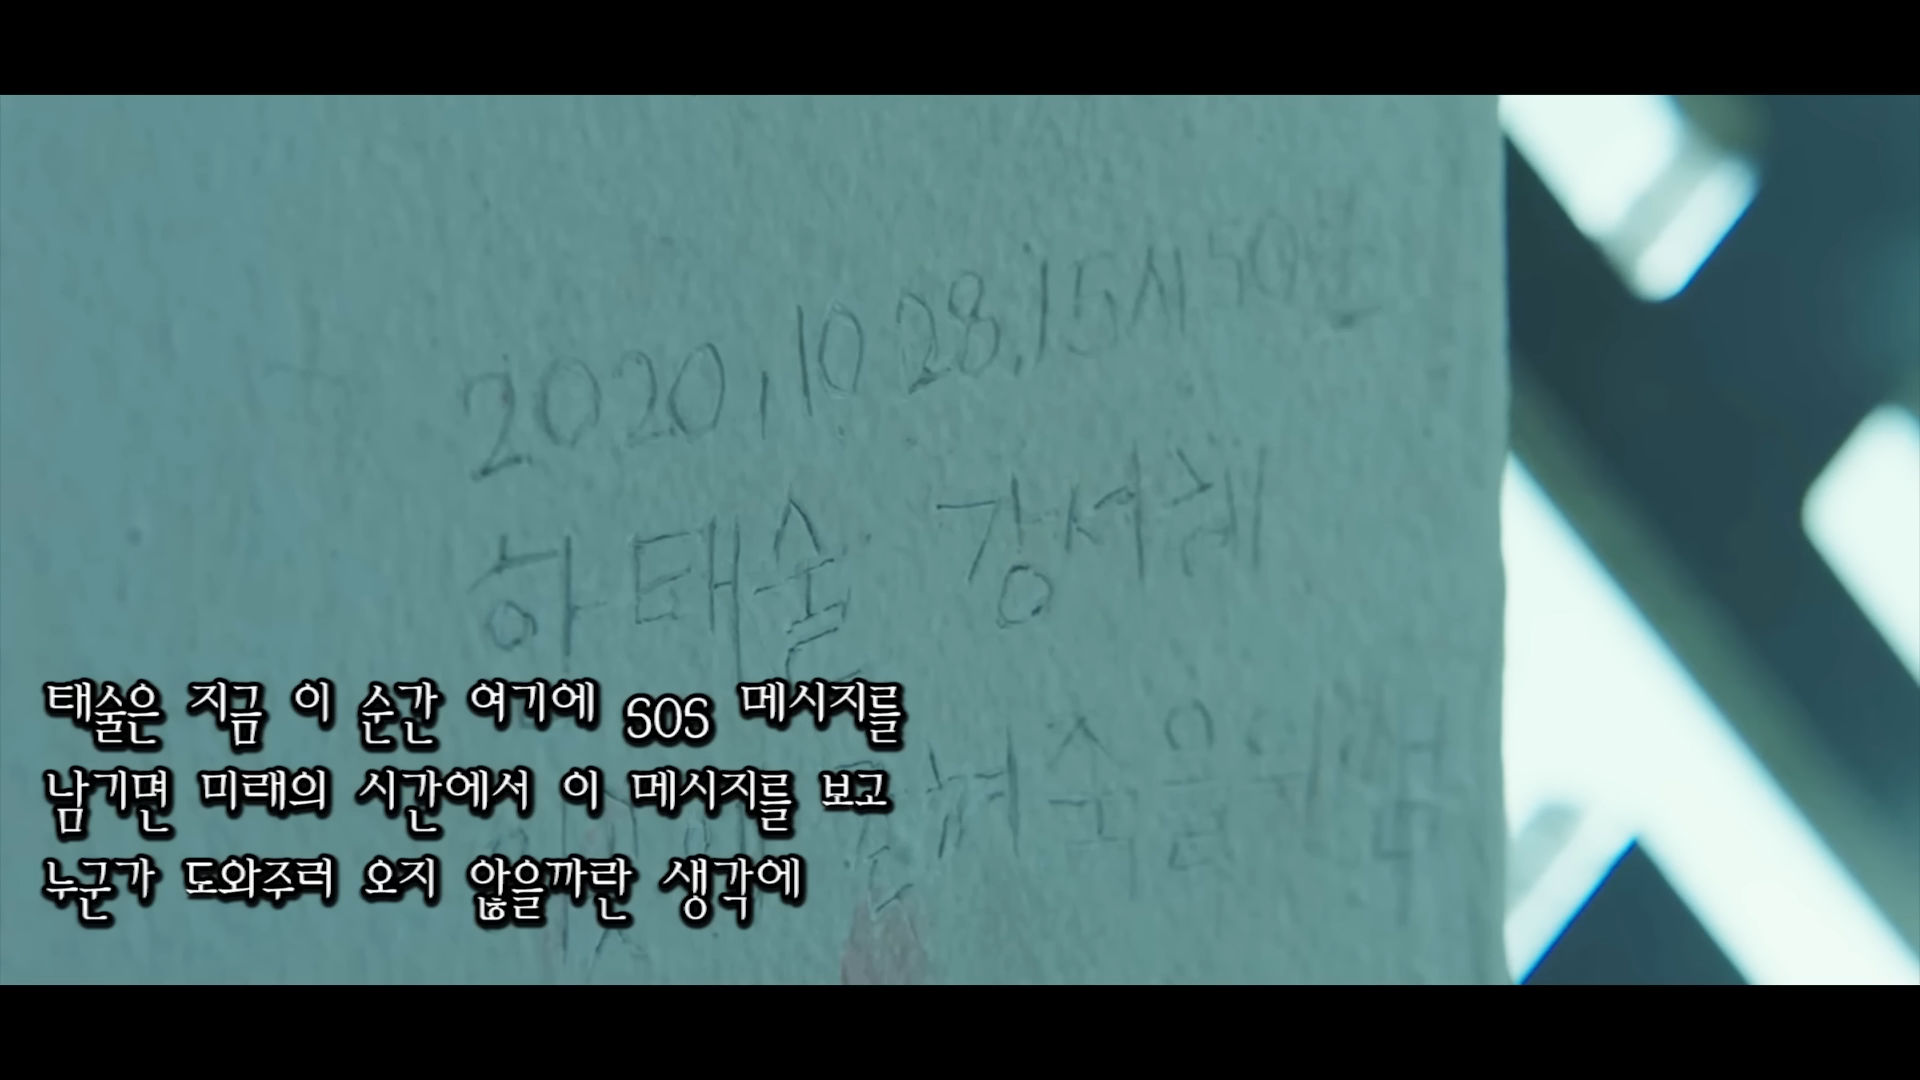 2020.10 28.15시50분
하태술 강서해
태술은 지금 이 순간 여기에 SOS 메시지를
남기면 미래의 시간에서 이 메시지를 보고
누군가 도와주러 오지 않을까란 생각에